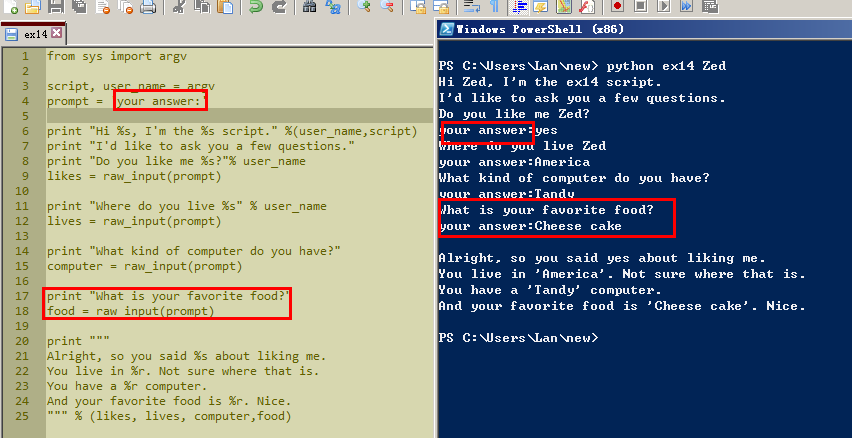 ex14
1 from sys import argv
2
3 script, user_name = argv
4 prompt = 'your answer:'
5
6 print "Hi %s, I'm the %s script." %(user_name,script)
7 print "I'd like to ask you a few questions."
8 print "Do you like me %s?"% user_name
9 likes = raw_input(prompt)
10
11 print "Where do you live %s" % user_name
12 lives = raw_input(prompt)
13
14 print "What kind of computer do you have?"
15 computer = raw_input(prompt)
16
17 print "What is your favorite food?"
18 food = raw_input(prompt)
19
20 print """
21 Alright, so you said %s about liking me.
22 You live in %r. Not sure where that is.
23 You have a %r computer.
24 And your favorite food is %r. Nice.
25 """ % (likes, lives, computer,food)
Windows PowerShell (x86)
PS C:\Users\Lan\new> python ex14 Zed
Hi Zed, I'm the ex14 script.
I'd like to ask you a few questions.
Do you like me Zed?
your answer:yes
Where do you live Zed
your answer:America
What kind of computer do you have?
your answer:Tandy
What is your favorite food?
your answer:Cheese cake
Alright, so you said yes about liking me.
You live in 'America'. Not sure where that is.
You have a 'Tandy' computer.
And your favorite food is 'Cheese cake'. Nice.
PS C:\Users\Lan\new>